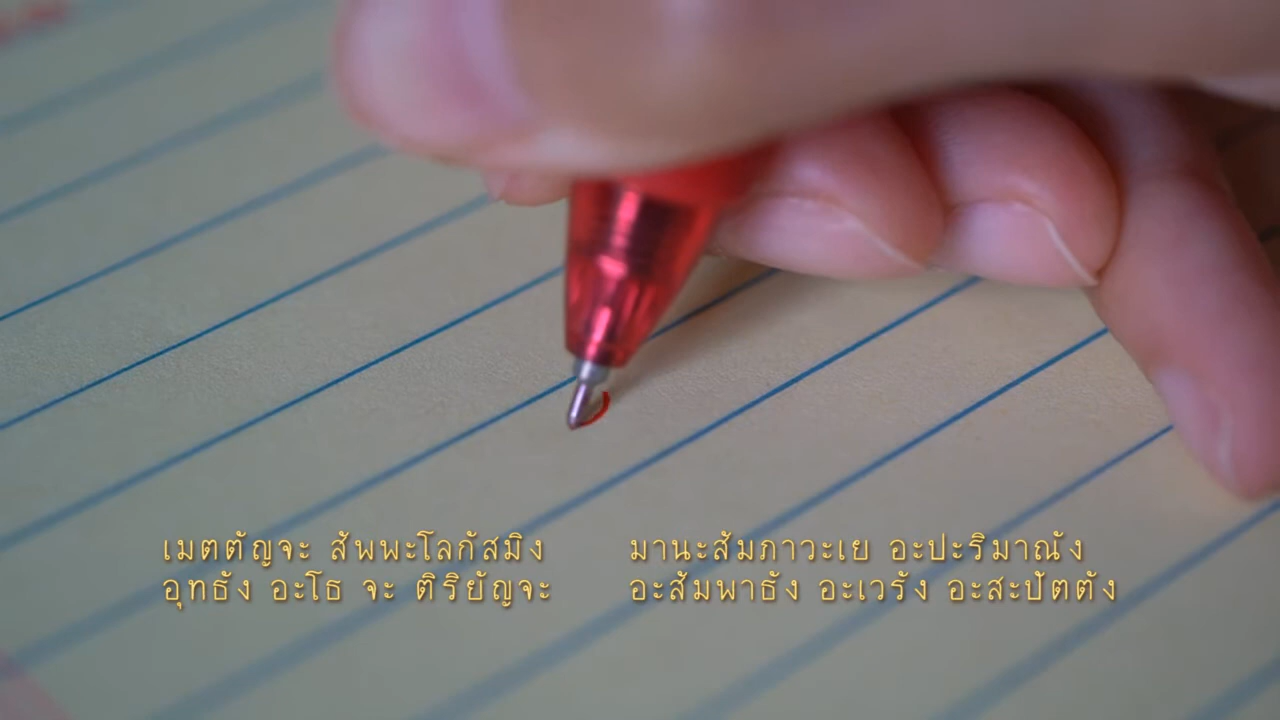 เมตตัญจะ สัพพะโลกัสมิง มานะสัมภาวะเย อะปะริมาณัง
อุทธัง อะโธ จะ ติริยัญจะ อะสัมพาธัง อะเวรัง อะสะปัตตัง